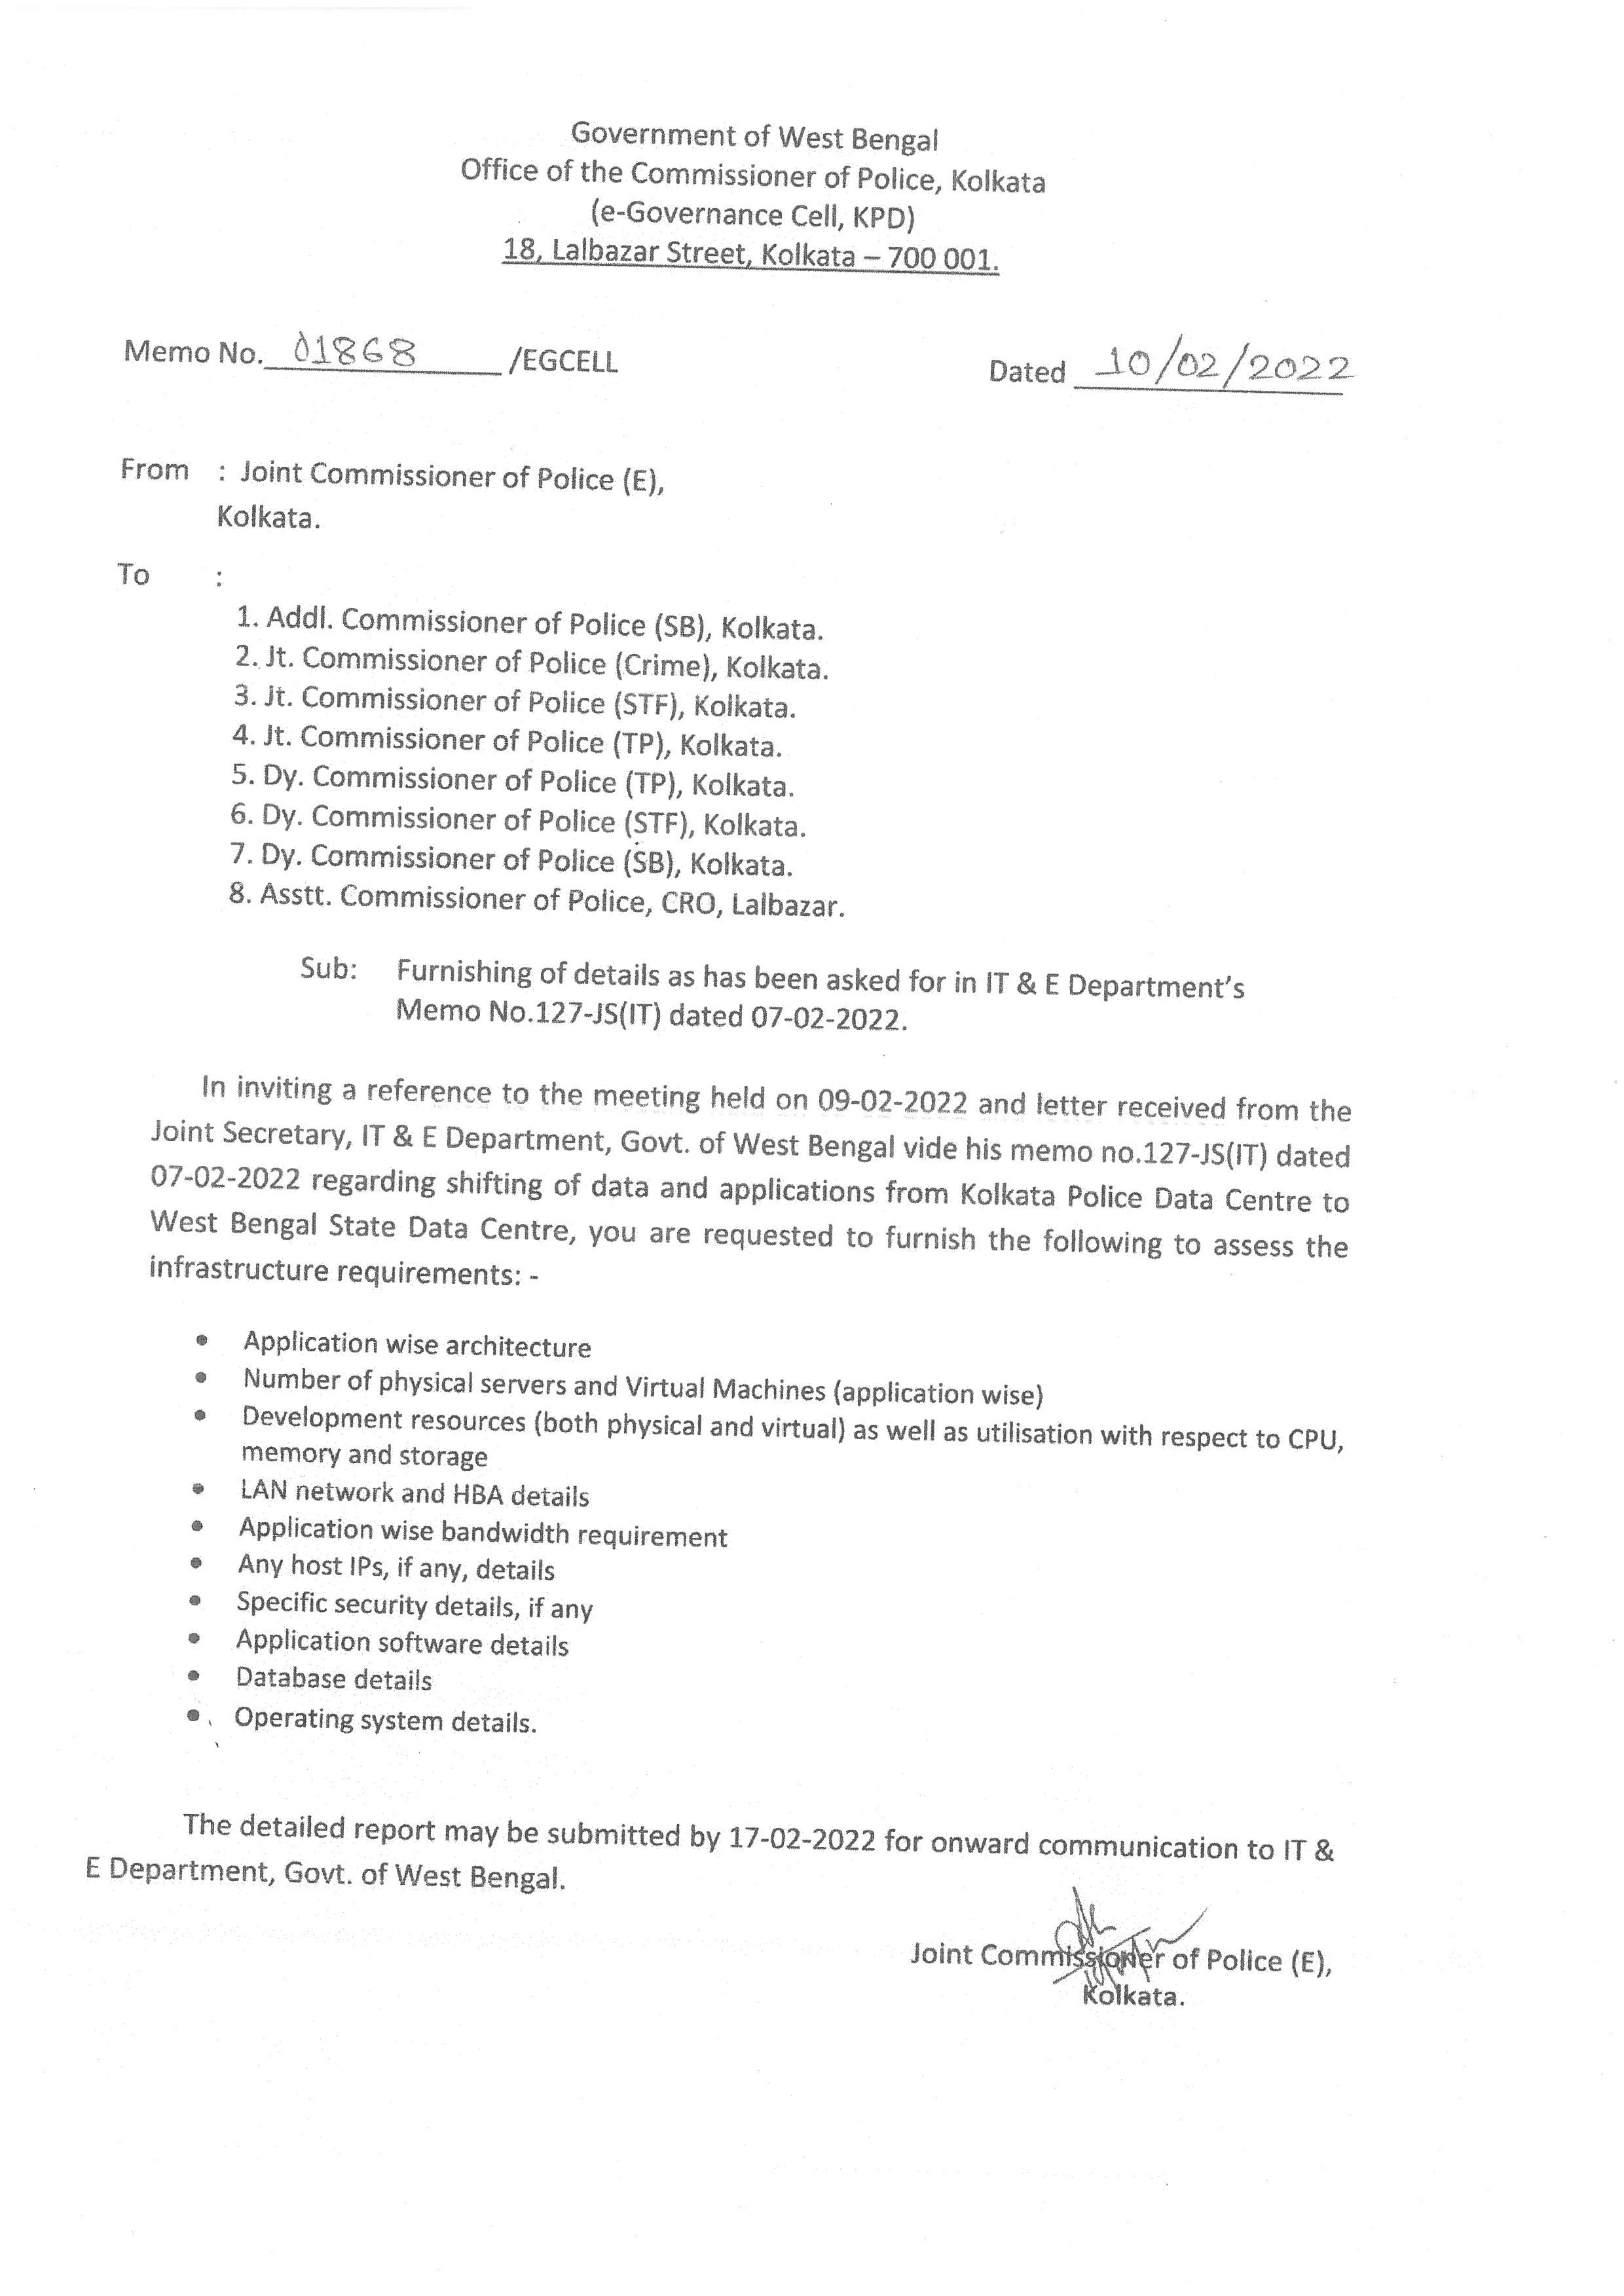 Government of West Bengal
Office of the Commissioner of Police, Kolkata
(e-Governance Cell, KPD)
18, Lalbazar Street, Kolkata – 700 001.
Memo No. 01868 /EGCELL
Dated 10/02/2022
From : Joint Commissioner of Police (E),
Kolkata.
To :
1. Addl. Commissioner of Police (SB), Kolkata.
2. Jt. Commissioner of Police (Crime), Kolkata.
3. Jt. Commissioner of Police (STF), Kolkata.
4. Jt. Commissioner of Police (TP), Kolkata.
5. Dy. Commissioner of Police (TP), Kolkata.
6. Dy. Commissioner of Police (STF), Kolkata.
7. Dy. Commissioner of Police (SB), Kolkata.
8. Asstt. Commissioner of Police, CRO, Lalbazar.
Sub: Furnishing of details as has been asked for in IT & E Department's
Memo No.127-JS(IT) dated 07-02-2022.
In inviting a reference to the meeting held on 09-02-2022 and letter received from the
Joint Secretary, IT & E Department, Govt. of West Bengal vide his memo no.127-JS(IT) dated
07-02-2022 regarding shifting of data and applications from Kolkata Police Data Centre to
West Bengal State Data Centre, you are requested to furnish the following to assess the
infrastructure requirements: -
• Application wise architecture
• Number of physical servers and Virtual Machines (application wise)
• Development resources (both physical and virtual) as well as utilisation with respect to CPU,
memory and storage
• LAN network and HBA details
• Application wise bandwidth requirement
• Any host IPs, if any, details
• Specific security details, if any
• Application software details
• Database details
• Operating system details.
The detailed report may be submitted by 17-02-2022 for onward communication to IT &
E Department, Govt. of West Bengal.
Joint Commissioner of Police (E),
Kolkata.